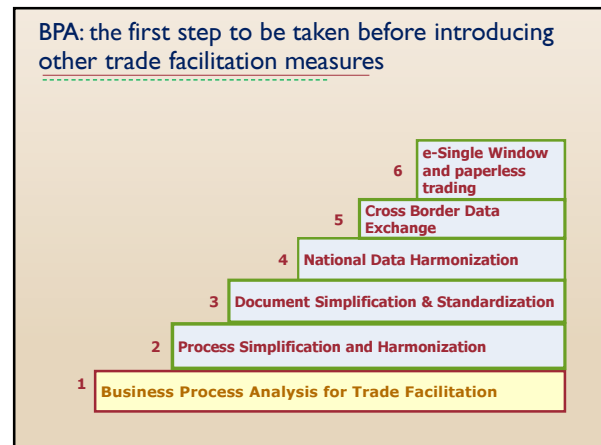 BPA: the first step to be taken before introducing
other trade facilitation measures
6
e-Single Window
and paperless
trading
5
Cross Border Data
Exchange
4
National Data Harmonization
3
Document Simplification & Standardization
2
Process Simplification and Harmonization
1
Business Process Analysis for Trade Facilitation